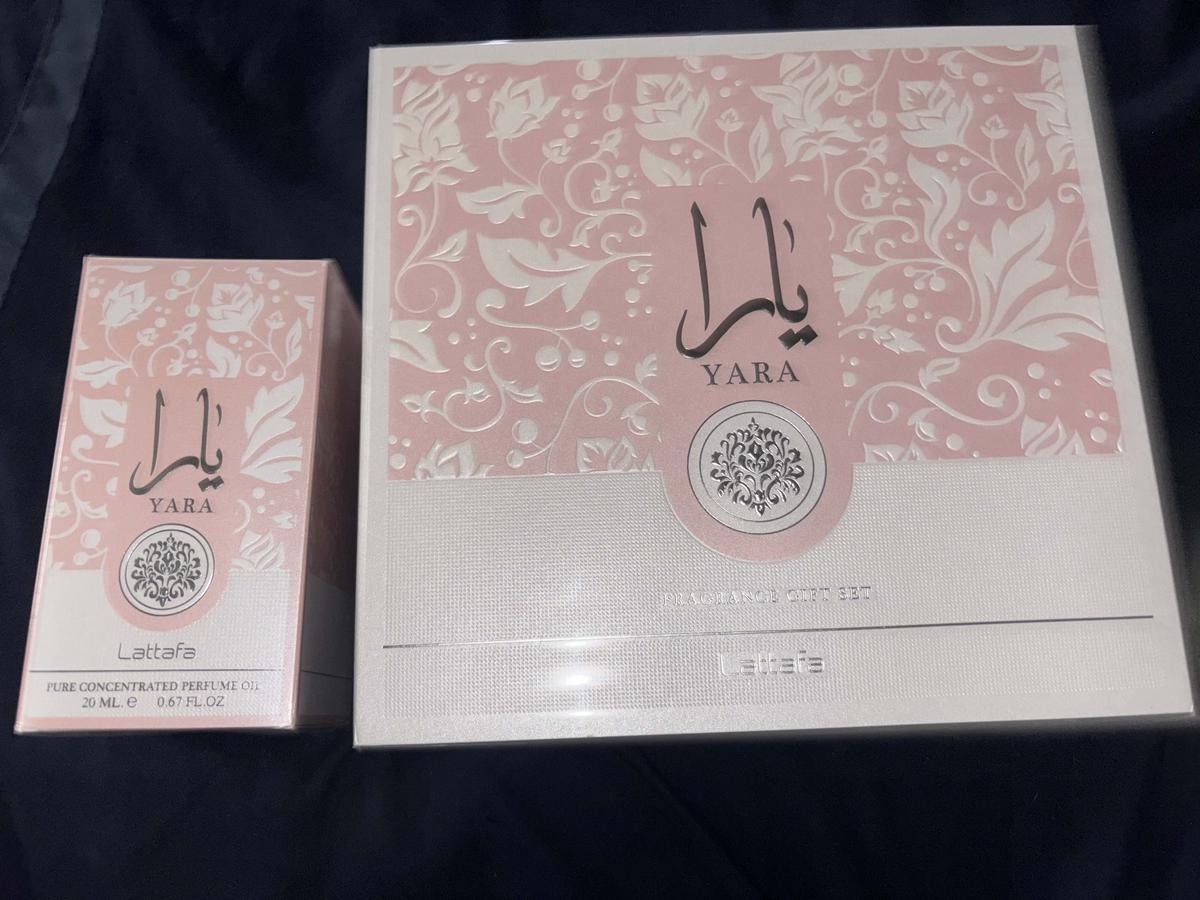 يارا
YARA
Lattafa
PURE CONCENTRATED PERFUME OIL
20 ML. e 0.67 FL.OZ
يارا
YARA
FRAGRANCE GIFT SET
Lattafa